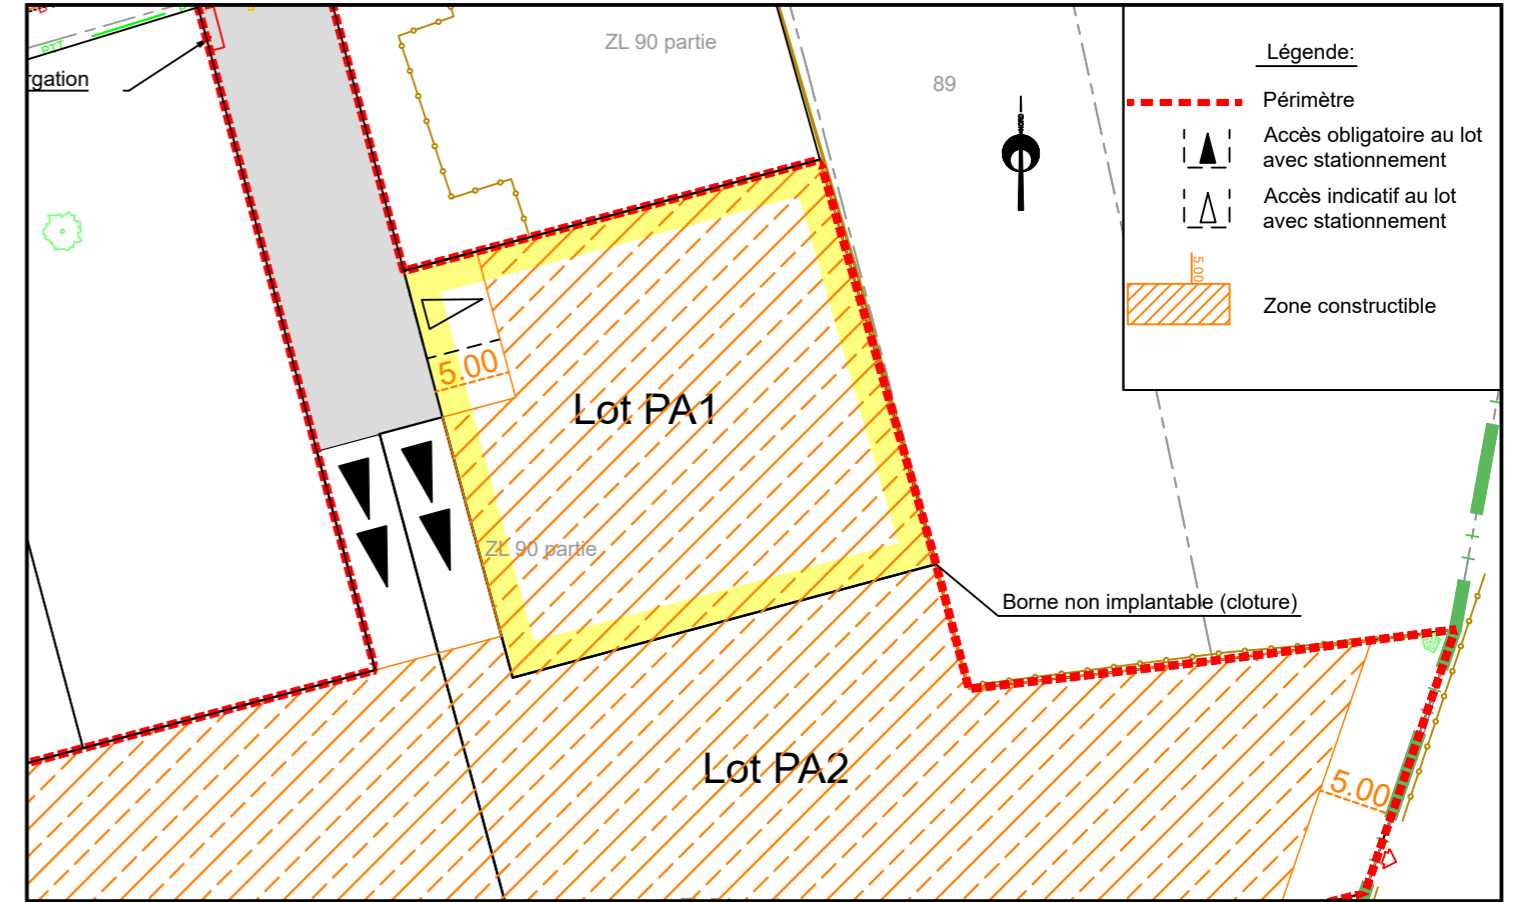 PTT
rgation
ZL 90 partie
89
NORD
Légende:
Périmètre
Accès obligatoire au lot
avec stationnement
Accès indicatif au lot
avec stationnement
5.00
Zone constructible
5.00
Lot PA1
ZL 90 partie
Borne non implantable (cloture)
Lot PA2
5.00